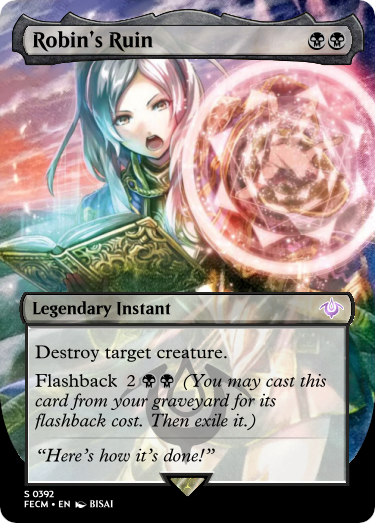 Robin's Ruin
Legendary Instant
Destroy target creature.
Flashback 2 (You may cast this
card from your graveyard for its
flashback cost. Then exile it.)
“Here's how it's done!”
S 0392
FECM • EN BISAI